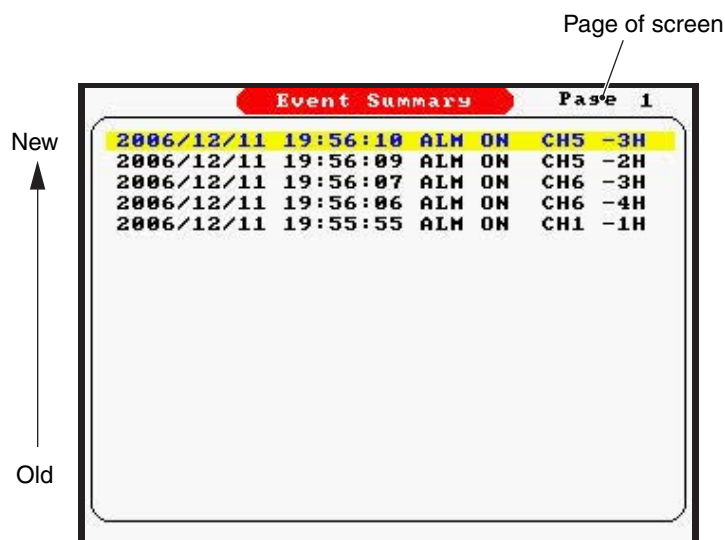 Page of screen
Event Summary Page 1
New
2006/12/11 19:56:10 ALM ON CH5 -3H
2006/12/11 19:56:09 ALM ON CH5 -2H
2006/12/11 19:56:07 ALM ON CH6 -3H
2006/12/11 19:56:06 ALM ON CH6 -4H
2006/12/11 19:55:55 ALM ON CH1 -1H
Old